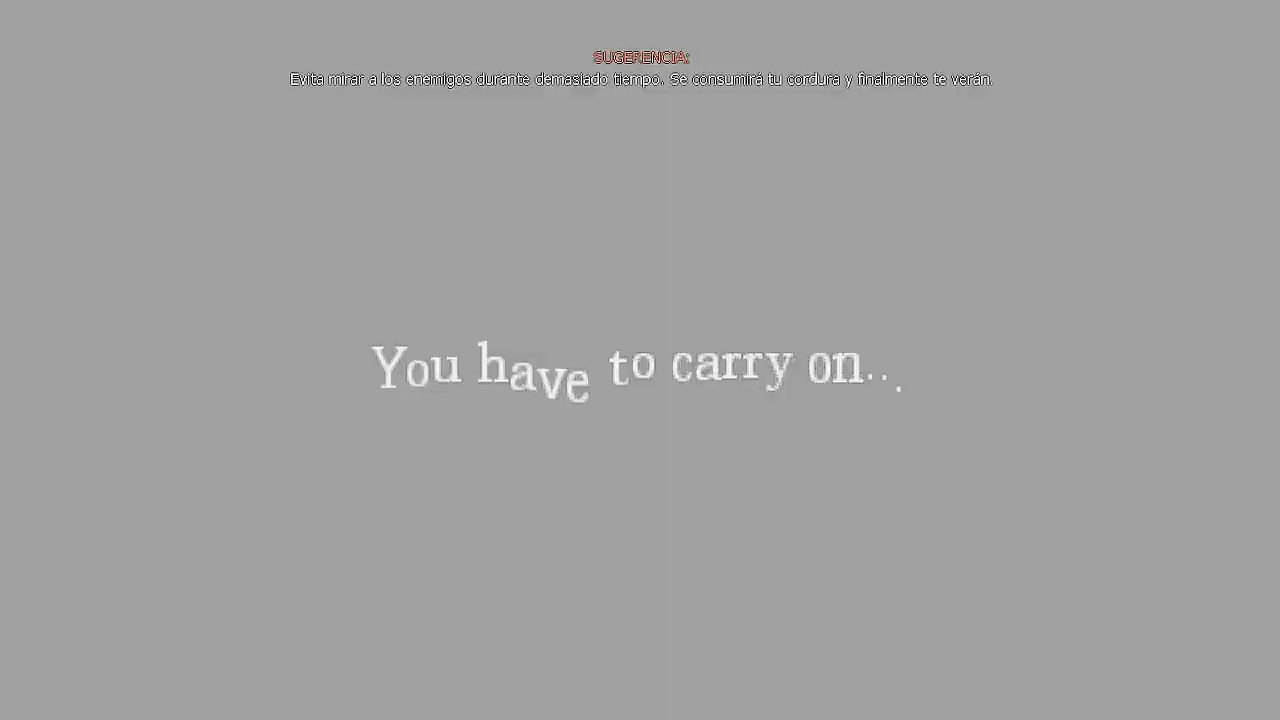 SUGERENCIA:
Evita mirar a los enemigos durante demasiado tiempo. Se consumirá tu cordura y finalmente te verán.
You have to carry on...